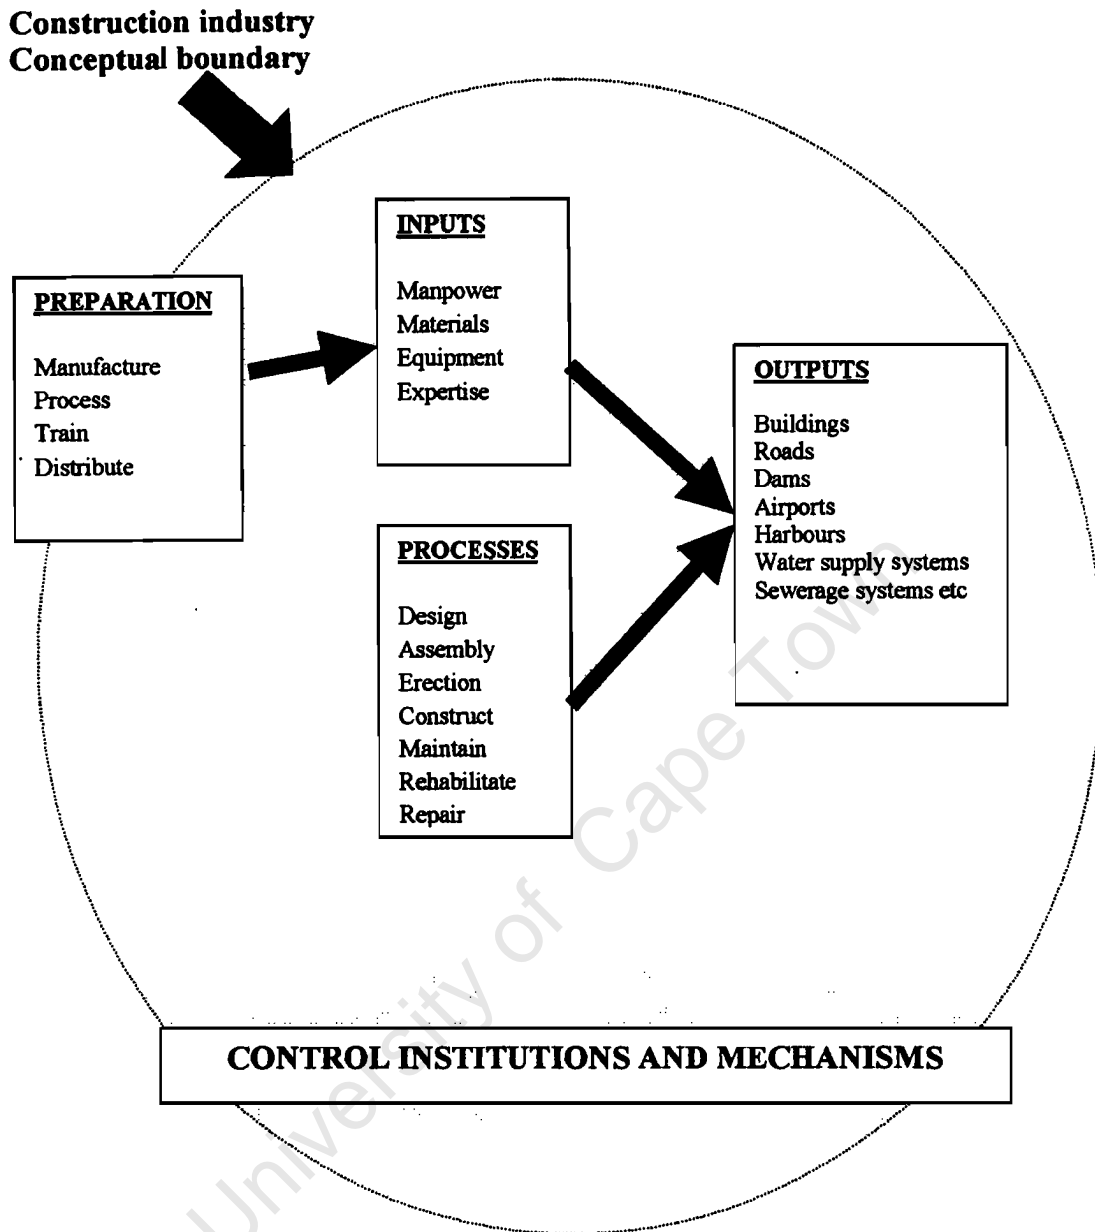 Construction industry
Conceptual boundary
PREPARATION
Manufacture
Process
Train
Distribute
INPUTS
Manpower
Materials
Equipment
Expertise
PROCESSES
Design
Assembly
Erection
Construct
Maintain
Rehabilitate
Repair
OUTPUTS
Buildings
Roads
Dams
Airports
Harbours
Water supply systems
Sewerage systems etc
CONTROL INSTITUTIONS AND MECHANISMS
University of Cape Town